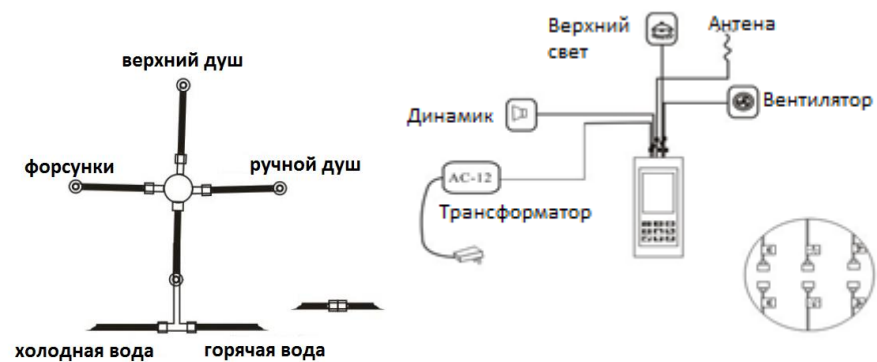 верхний душ
форсунки
ручной душ
холодная вода
горячая вода
Верхний
свет
Антена
Динамик
Вентилятор
AC-12
Трансформатор